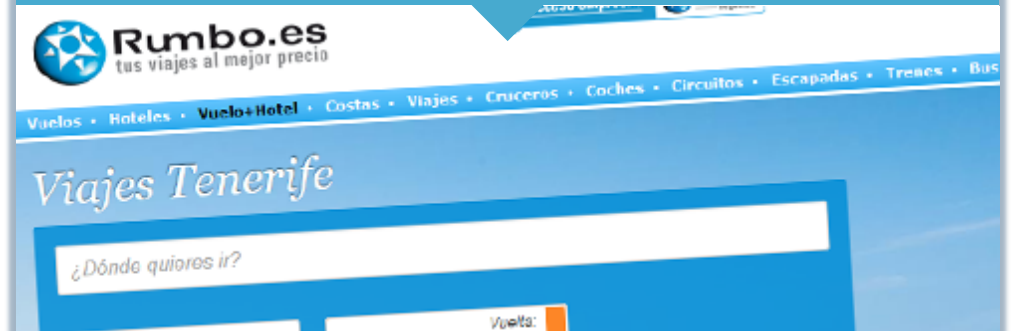 Rumbo.es
tus viajes al mejor precio
Vuelos · Hoteles · Vuelo+Hotel · Costas · Viajes · Cruceros · Coches · Circuitos · Escapadas · Trenes · Bus
Viajes Tenerife
¿Dónde quieres ir?
Vuelta: